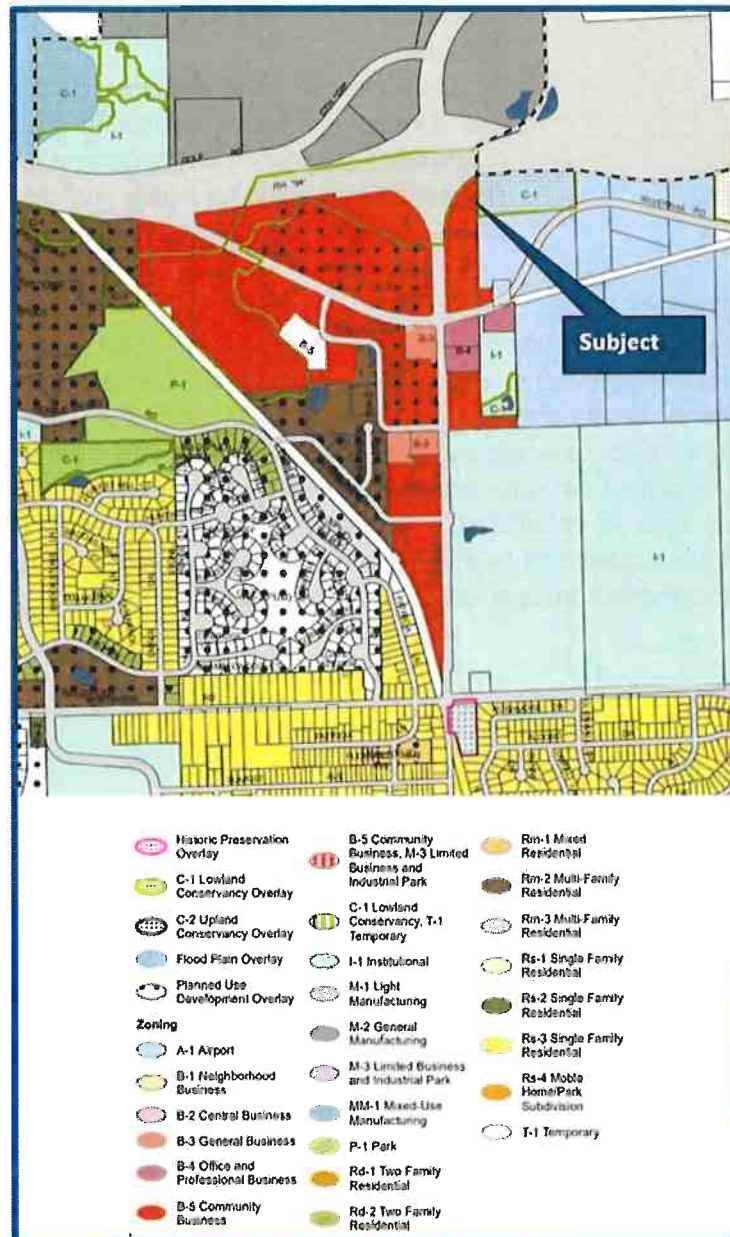 C-1
I-1
C-1
Subject
B-3
B-5
B-4
I-1
P-1
B-3
C-1
I-1
I-1
Historic Preservation
Overlay
C-1 Lowland
Conservancy Overlay
C-2 Upland
Conservancy Overlay
Flood Plain Overlay
Planned Use
Development Overlay
Zoning
A-1 Airport
B-1 Neighborhood
Business
B-2 Central Business
B-3 General Business
B-4 Office and
Professional Business
B-5 Community
Business
B-5 Community
Business, M-3 Limited
Business and
Industrial Park
C-1 Lowland
Conservancy, T-1
Temporary
I-1 Institutional
M-1 Light
Manufacturing
M-2 General
Manufacturing
M-3 Limited Business
and Industrial Park
MM-1 Mixed-Use
Manufacturing
P-1 Park
Rd-1 Two Family
Residential
Rd-2 Two Family
Residential
Rm-1 Mixed
Residential
Rm-2 Multi-Family
Residential
Rm-3 Multi-Family
Residential
Rs-1 Single Family
Residential
Rs-2 Single Family
Residential
Rs-3 Single Family
Residential
Rs-4 Mobile
Home/Park
Subdivision
T-1 Temporary